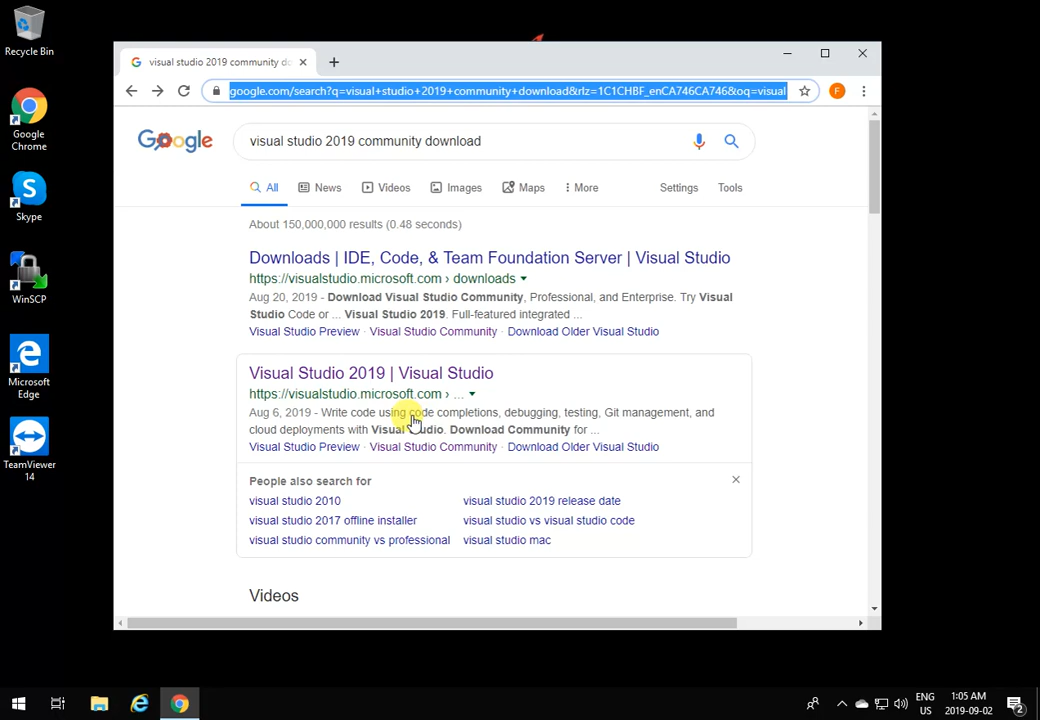 Recycle Bin
Google
Chrome
Skype
WinSCP
Microsoft
Edge
TeamViewer
14
visual studio 2019 community do
google.com/search?q=visual+studio+2019+community+download&rlz=1C1CHBF_enCA746CA746&oq=visual
F
Google
visual studio 2019 community download
All News Videos Images Maps More Settings Tools
About 150,000,000 results (0.48 seconds)
Downloads | IDE, Code, & Team Foundation Server | Visual Studio
https://visualstudio.microsoft.com › downloads
Aug 20, 2019 - Download Visual Studio Community, Professional, and Enterprise. Try Visual
Studio Code or ... Visual Studio 2019. Full-featured integrated ...
Visual Studio Preview · Visual Studio Community · Download Older Visual Studio
Visual Studio 2019 | Visual Studio
https://visualstudio.microsoft.com › ...
Aug 6, 2019 - Write code using code completions, debugging, testing, Git management, and
cloud deployments with Visual Studio. Download Community for ...
Visual Studio Preview · Visual Studio Community · Download Older Visual Studio
People also search for
visual studio 2010 visual studio 2019 release date
visual studio 2017 offline installer visual studio vs visual studio code
visual studio community vs professional visual studio mac
Videos
ENG 1:05 AM
US 2019-09-02
2